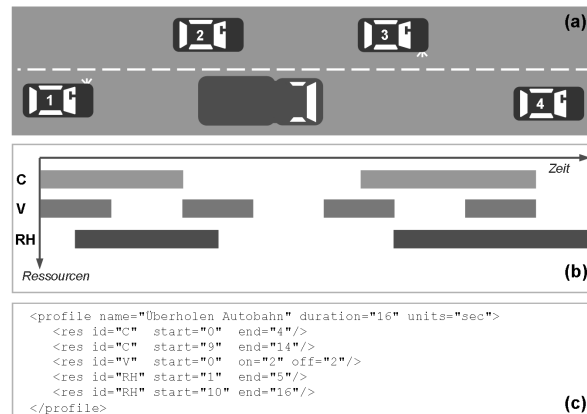 (a)
2
3
1
4
Zeit
C
V
RH
Ressourcen
(b)
<profile name="Überholen Autobahn" duration="16" units="sec">
<res id="C" start="0" end="4"/>
<res id="C" start="9" end="14"/>
<res id="V" start="0" on="2" off="2"/>
<res id="RH" start="1" end="5"/>
<res id="RH" start="10" end="16"/>
</profile>
(c)